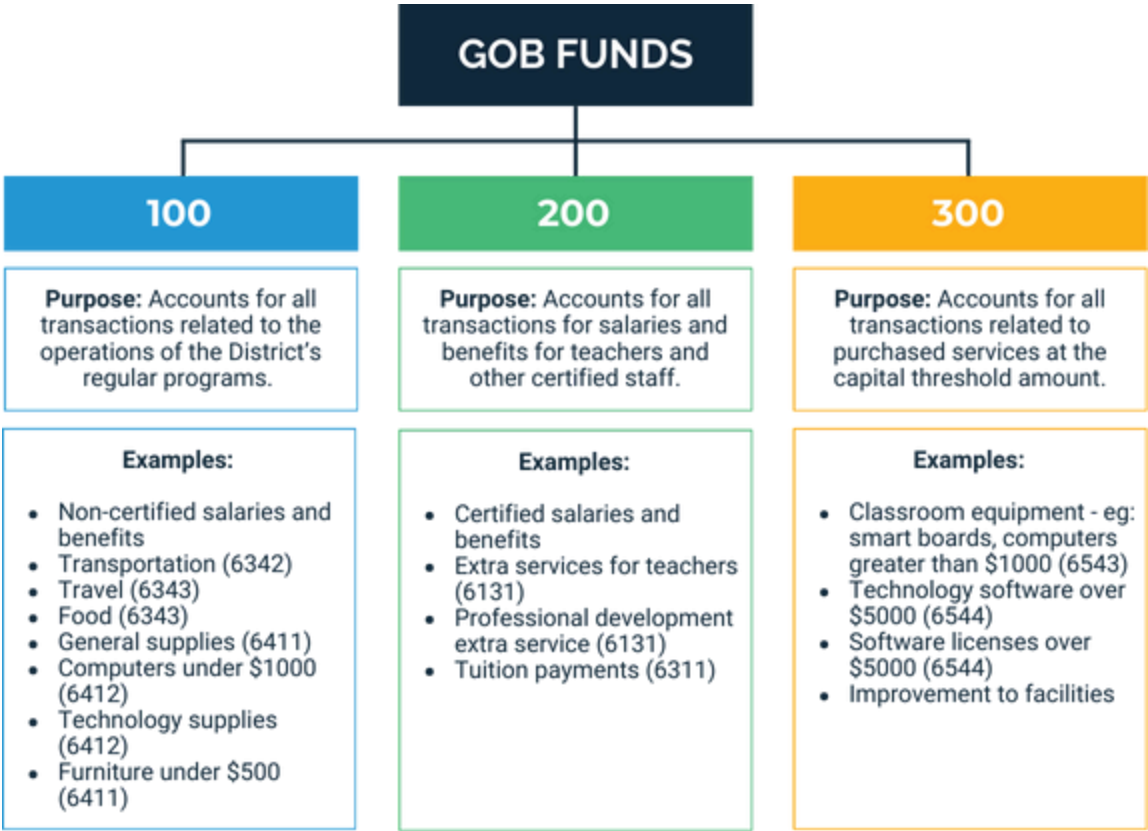 GOB FUNDS
100
Purpose: Accounts for all
transactions related to the
operations of the District's
regular programs.
Examples:
• Non-certified salaries and
benefits
• Transportation (6342)
• Travel (6343)
• Food (6343)
• General supplies (6411)
• Computers under $1000
(6412)
• Technology supplies
(6412)
• Furniture under $500
(6411)
200
Purpose: Accounts for all
transactions for salaries and
benefits for teachers and
other certified staff.
Examples:
• Certified salaries and
benefits
• Extra services for teachers
(6131)
• Professional development
extra service (6131)
• Tuition payments (6311)
300
Purpose: Accounts for all
transactions related to
purchased services at the
capital threshold amount.
Examples:
• Classroom equipment - eg:
smart boards, computers
greater than $1000 (6543)
• Technology software over
$5000 (6544)
• Software licenses over
$5000 (6544)
• Improvement to facilities